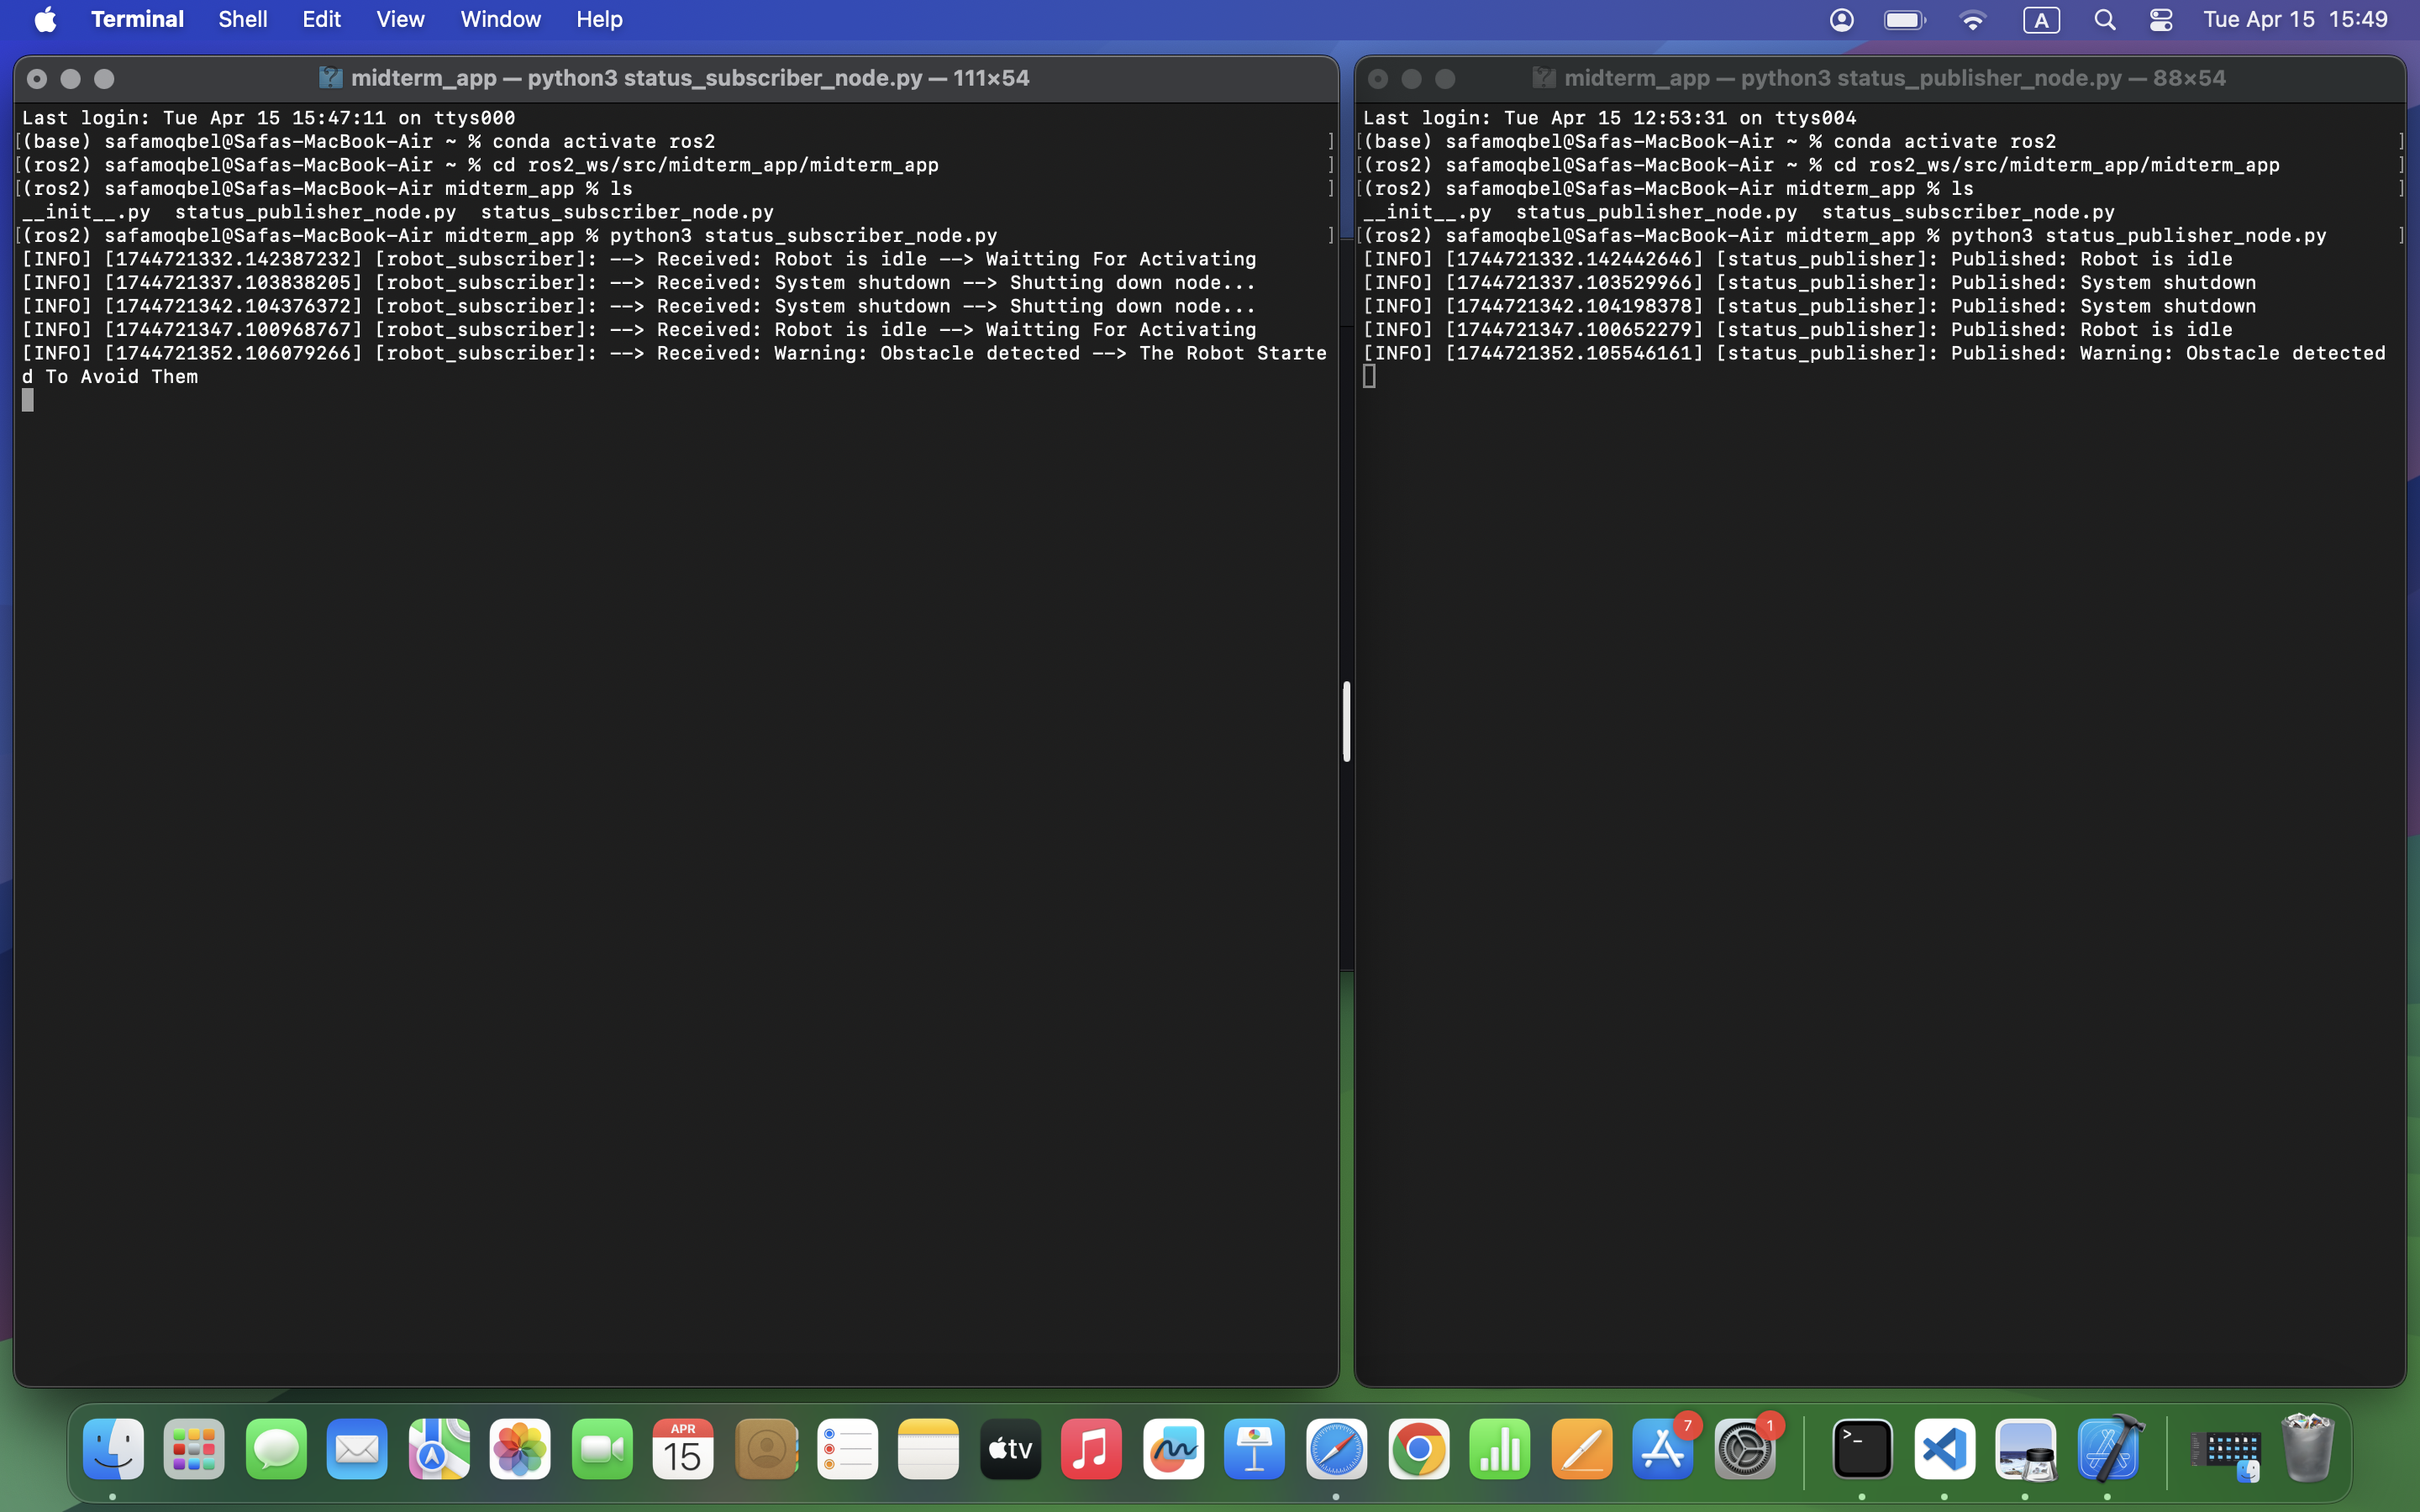 Terminal Shell Edit View Window Help A Tue Apr 15 15:49
midterm_app — python3 status_subscriber_node.py — 111×54
Last login: Tue Apr 15 15:47:11 on ttys000
[(base) safamoqbel@Safas-MacBook-Air ~ % conda activate ros2 ]
[(ros2) safamoqbel@Safas-MacBook-Air ~ % cd ros2_ws/src/midterm_app/midterm_app ]
[(ros2) safamoqbel@Safas-MacBook-Air midterm_app % ls ]
__init__.py status_publisher_node.py status_subscriber_node.py
[(ros2) safamoqbel@Safas-MacBook-Air midterm_app % python3 status_subscriber_node.py ]
[INFO] [1744721332.142387232] [robot_subscriber]: --> Received: Robot is idle --> Waitting For Activating
[INFO] [1744721337.103838205] [robot_subscriber]: --> Received: System shutdown --> Shutting down node...
[INFO] [1744721342.104376372] [robot_subscriber]: --> Received: System shutdown --> Shutting down node...
[INFO] [1744721347.100968767] [robot_subscriber]: --> Received: Robot is idle --> Waitting For Activating
[INFO] [1744721352.106079266] [robot_subscriber]: --> Received: Warning: Obstacle detected --> The Robot Starte
d To Avoid Them
midterm_app — python3 status_publisher_node.py — 88×54
Last login: Tue Apr 15 12:53:31 on ttys004
[(base) safamoqbel@Safas-MacBook-Air ~ % conda activate ros2 ]
[(ros2) safamoqbel@Safas-MacBook-Air ~ % cd ros2_ws/src/midterm_app/midterm_app ]
[(ros2) safamoqbel@Safas-MacBook-Air midterm_app % ls ]
__init__.py status_publisher_node.py status_subscriber_node.py
[(ros2) safamoqbel@Safas-MacBook-Air midterm_app % python3 status_publisher_node.py ]
[INFO] [1744721332.142442646] [status_publisher]: Published: Robot is idle
[INFO] [1744721337.103529966] [status_publisher]: Published: System shutdown
[INFO] [1744721342.104198378] [status_publisher]: Published: System shutdown
[INFO] [1744721347.100652279] [status_publisher]: Published: Robot is idle
[INFO] [1744721352.105546161] [status_publisher]: Published: Warning: Obstacle detected
APR
15
tv
7
1
>_